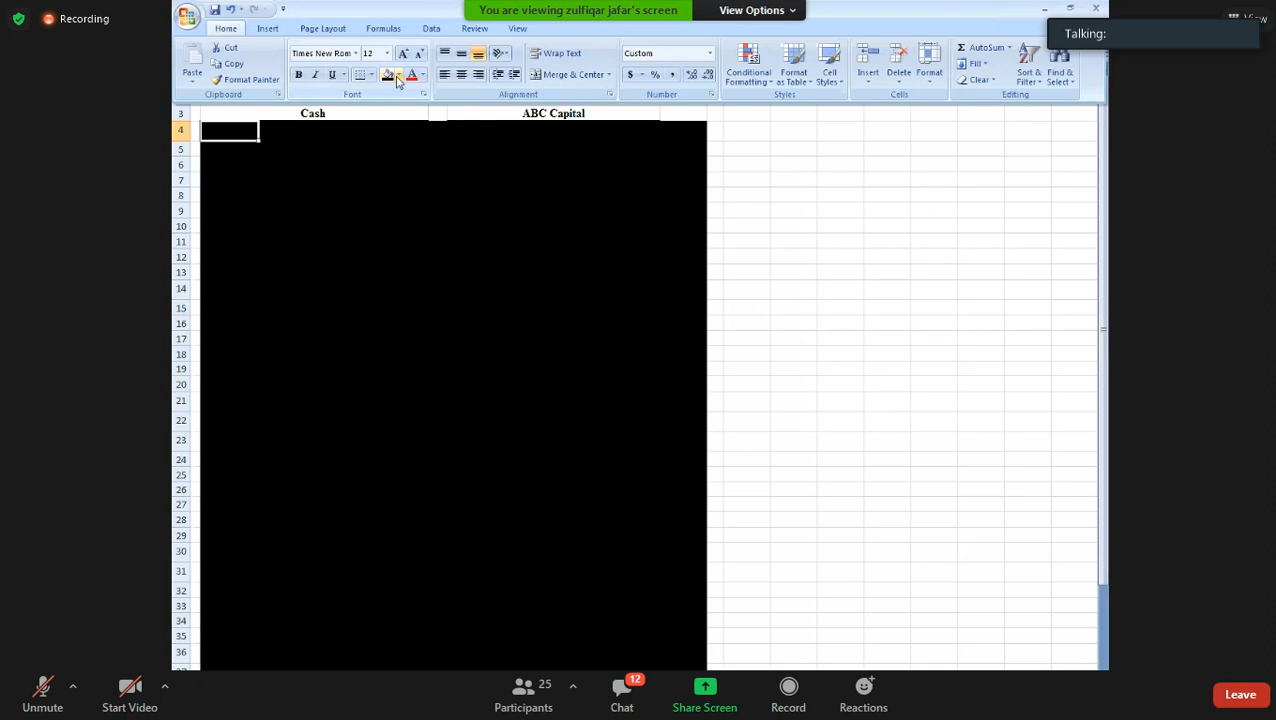 You are viewing zulfiqar jafar's screen
View Options
Recording
View
Talking:
Home Insert Page Layout Formulas Data Review View
Cut
Copy
Format Painter
Paste
Clipboard
Times New Rom 12
B I U A
Font
Wrap Text
Merge & Center
Alignment
Custom
$ % ,
Number
Conditional Formatting
Format as Table
Cell Styles
Styles
Insert Delete Format
Cells
AutoSum
Fill
Clear
Sort & Filter
Find & Select
Editing
3 Cash ABC Capital
4
5
6
7
8
9
10
11
12
13
14
15
16
17
18
19
20
21
22
23
24
25
26
27
28
29
30
31
32
33
34
35
36
Unmute
Start Video
25
Participants
12
Chat
Share Screen
Record
Reactions
Leave